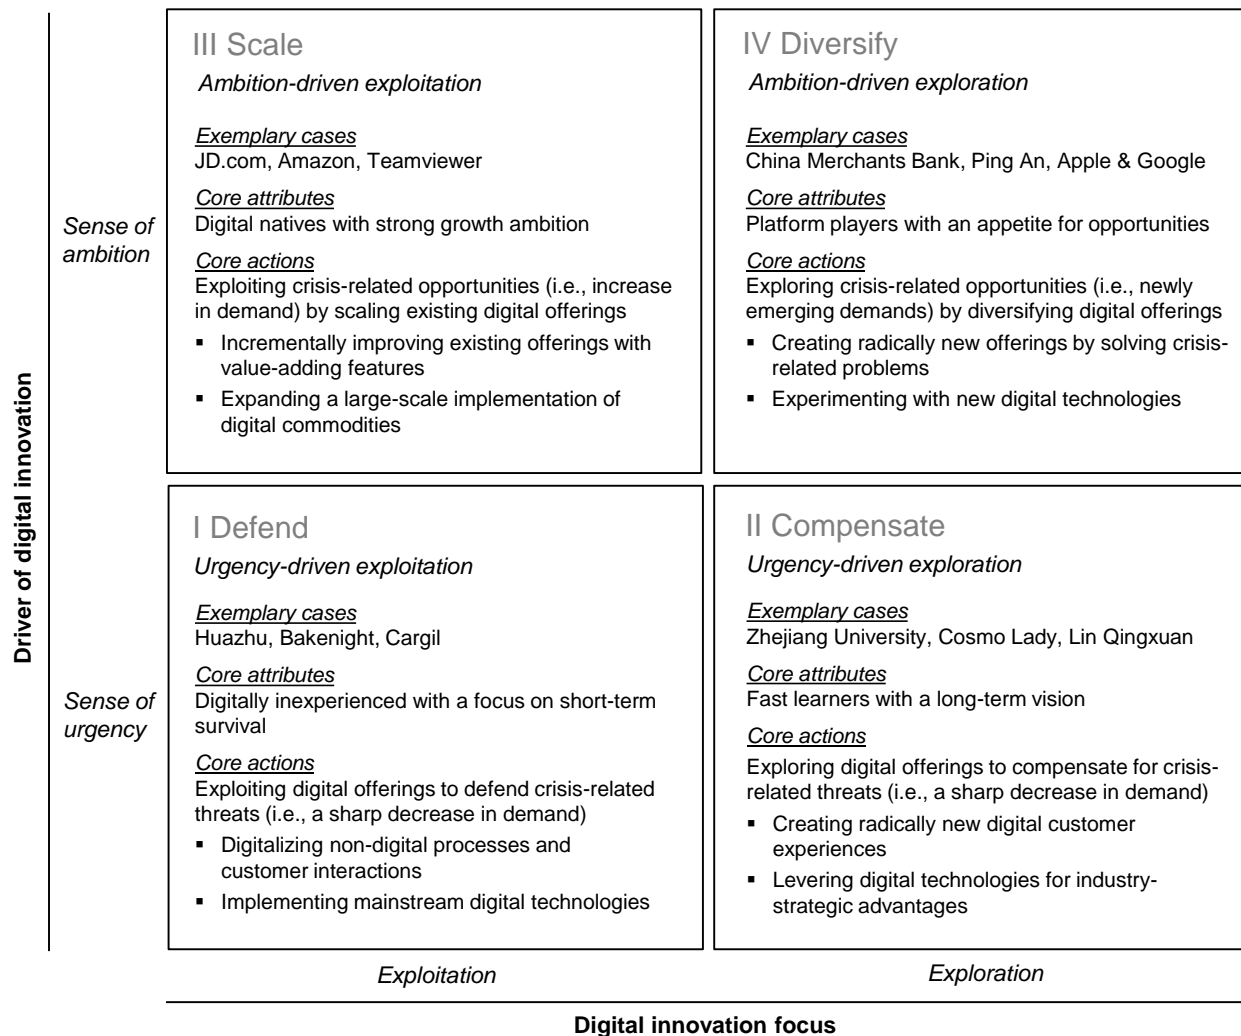 III Scale
Ambition-driven exploitation
Exemplary cases
JD.com, Amazon, Teamviewer
Core attributes
Digital natives with strong growth ambition
Core actions
Exploiting crisis-related opportunities (i.e., increase
in demand) by scaling existing digital offerings
▪ Incrementally improving existing offerings with
value-adding features
▪ Expanding a large-scale implementation of
digital commodities
IV Diversify
Ambition-driven exploration
Exemplary cases
China Merchants Bank, Ping An, Apple & Google
Core attributes
Platform players with an appetite for opportunities
Core actions
Exploring crisis-related opportunities (i.e., newly
emerging demands) by diversifying digital offerings
▪ Creating radically new offerings by solving crisis-
related problems
▪ Experimenting with new digital technologies
Sense of
ambition
Driver of digital innovation
I Defend
Urgency-driven exploitation
Exemplary cases
Huazhu, Bakenight, Cargil
Core attributes
Digitally inexperienced with a focus on short-term
survival
Core actions
Exploiting digital offerings to defend crisis-related
threats (i.e., a sharp decrease in demand)
▪ Digitalizing non-digital processes and
customer interactions
▪ Implementing mainstream digital technologies
II Compensate
Urgency-driven exploration
Exemplary cases
Zhejiang University, Cosmo Lady, Lin Qingxuan
Core attributes
Fast learners with a long-term vision
Core actions
Exploring digital offerings to compensate for crisis-
related threats (i.e., a sharp decrease in demand)
▪ Creating radically new digital customer
experiences
▪ Levering digital technologies for industry-
strategic advantages
Sense of
urgency
Exploitation
Exploration
Digital innovation focus